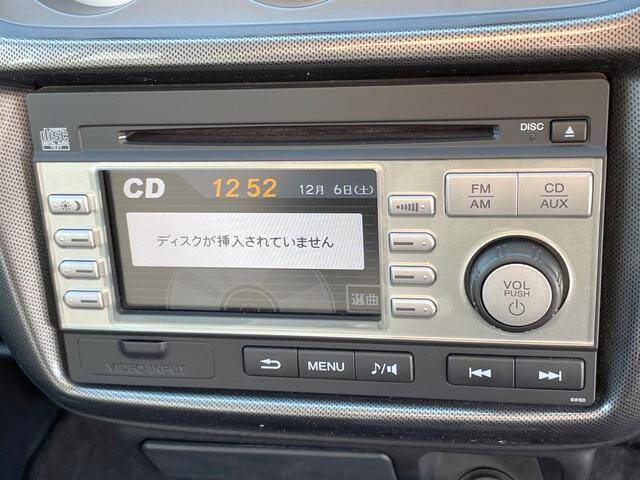 DISC
CD 12 52 12月 6日(土)
FM AM
CD AUX
ディスクが挿入されていません
VOL PUSH
選曲
VIDEO INPUT
MENU
6W50